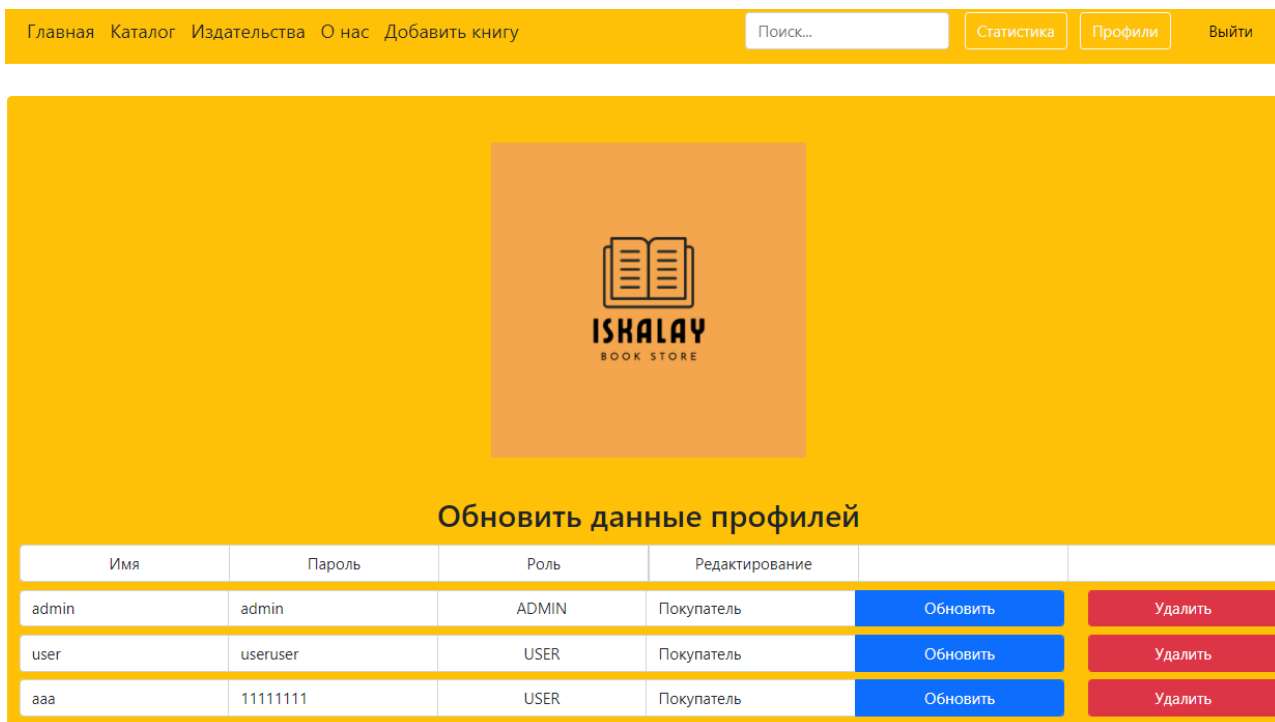 Главная Каталог Издательства О нас Добавить книгу Поиск... Статистика Профили Выйти
ISKALAY
BOOK STORE
Обновить данные профилей
Имя Пароль Роль Редактирование
admin admin ADMIN Покупатель Обновить Удалить
user useruser USER Покупатель Обновить Удалить
aaa 11111111 USER Покупатель Обновить Удалить